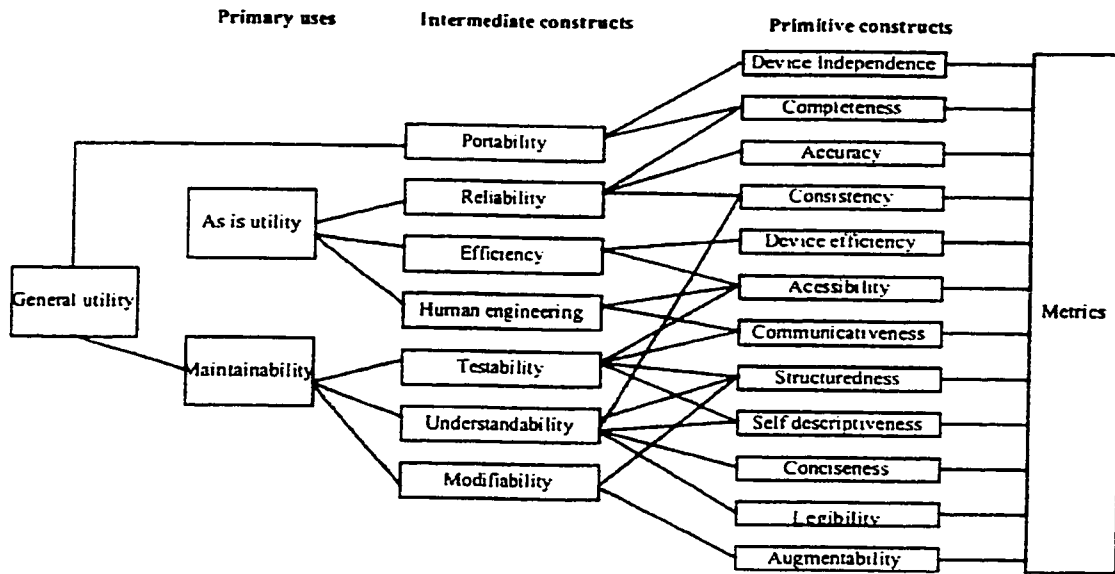 Primary uses
Intermediate constructs
Primitive constructs
Device Independence
Completeness
Portability
Accuracy
Reliability
Consistency
As is utility
Efficiency
Device efficiency
General utility
Acessibility
Human engineering
Metrics
Communicativeness
Maintainability
Testability
Structuredness
Understandability
Self descriptiveness
Conciseness
Modifiability
Legibility
Augmentability